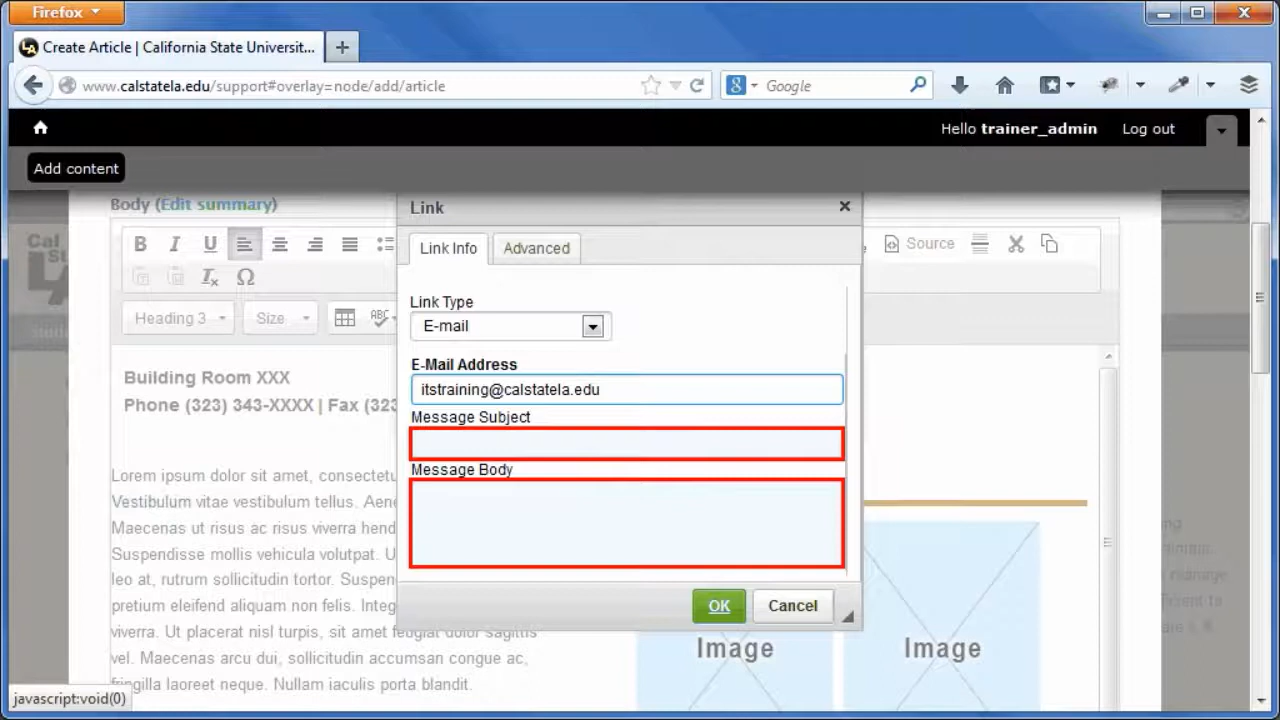 Firefox
Create Article | California State Universit...
www.calstatela.edu/support#overlay=node/add/article
Google
Hello trainer_admin Log out
Add content
Body (Edit summary)
Link
B I U
Source
Link Info Advanced
Link Type
E-mail
Heading 3 Size ABC
E-Mail Address
itstraining@calstatela.edu
Message Subject
Message Body
OK Cancel
Building Room XXX
Phone (323) 343-XXXX | Fax (323
Lorem ipsum dolor sit amet, consectetu
Vestibulum vitae vestibulum tellus. Aene
Maecenas ut risus ac risus viverra hend
Suspendisse mollis vehicula volutpat. U
leo at, rutrum sollicitudin tortor. Suspen
pretium eleifend aliquam non felis. Integ
viverra. Ut placerat nisl turpis, sit amet feugiat dolor sagittis
vel. Maecenas arcu dui, sollicitudin accumsan congue ac,
fringilla laoreet neque. Nullam iaculis porta blandit.
Image Image
javascript:void(0)